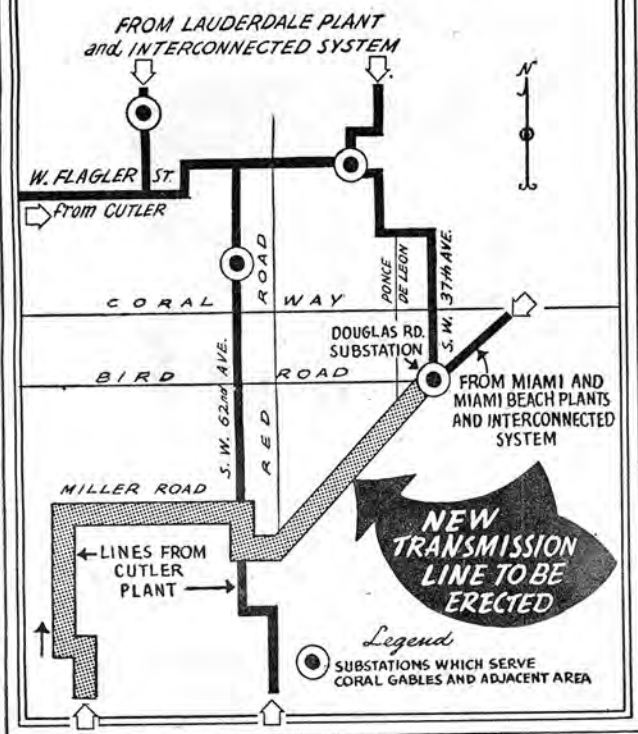 FROM LAUDERDALE PLANT
and INTERCONNECTED SYSTEM
N
W. FLAGLER ST.
from CUTLER
ROAD
PONCE
DE LEON
S.W. 37th AVE.
CORAL WAY
DOUGLAS RD.
SUBSTATION
BIRD ROAD
S.W. 62nd AVE.
RED
FROM MIAMI AND
MIAMI BEACH PLANTS
AND INTERCONNECTED
SYSTEM
MILLER ROAD
LINES FROM
CUTLER
PLANT
NEW
TRANSMISSION
LINE TO BE
ERECTED
Legend
SUBSTATIONS WHICH SERVE
CORAL GABLES AND ADJACENT AREA